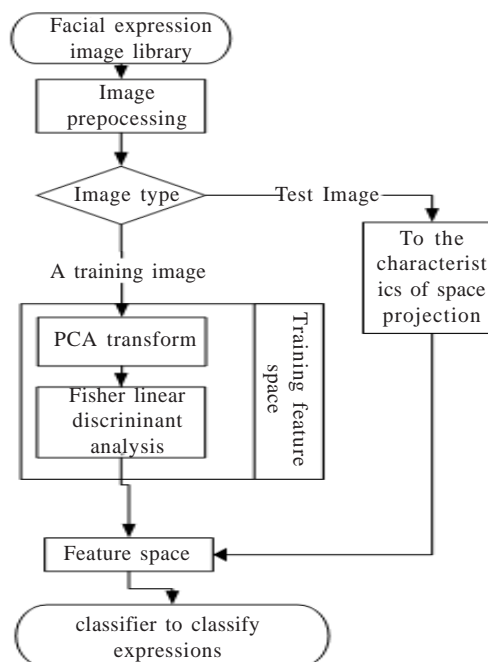 Facial expression
image library
Image
prepocessing
Image type
Test Image
To the
characterist
ics of space
projection
A training image
PCA transform
Fisher linear
discrininant
analysis
Training feature
space
Feature space
classifier to classify
expressions